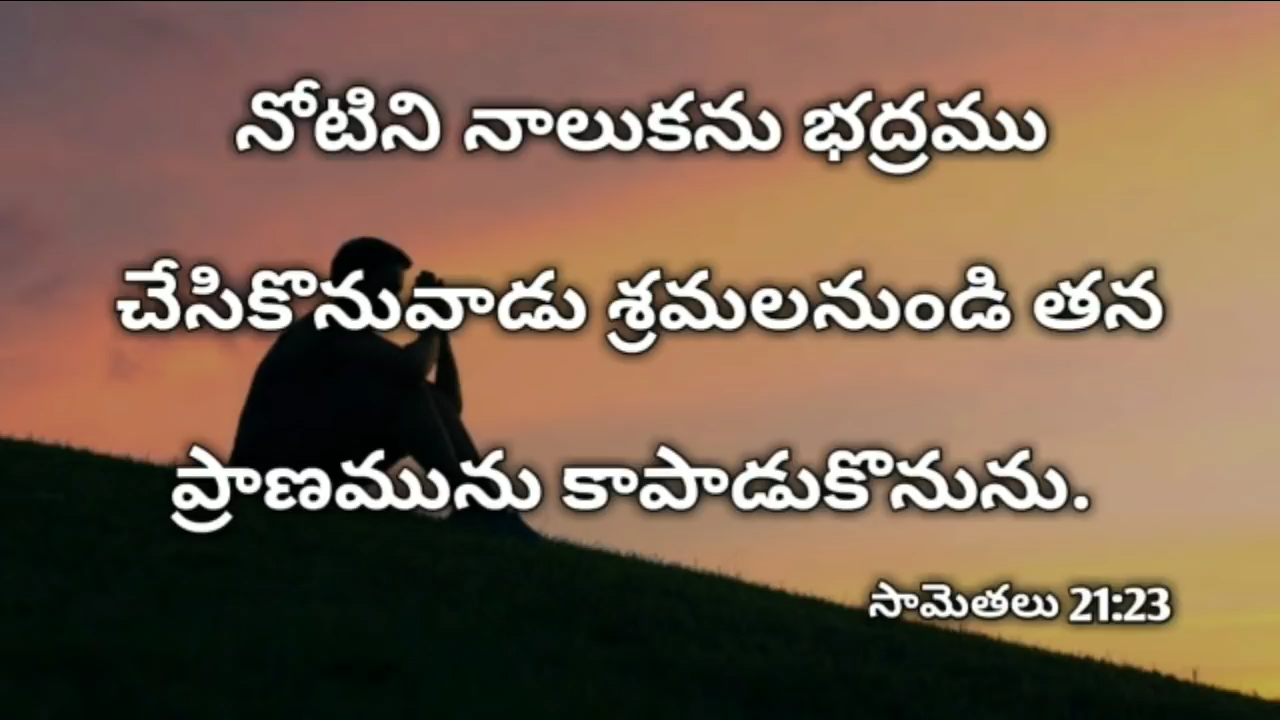 నోటిని నాలుకను భద్రము
చేసికొనువాడు శ్రమలనుండి తన
ప్రాణమును కాపాడుకొనును.
సామెతలు 21:23